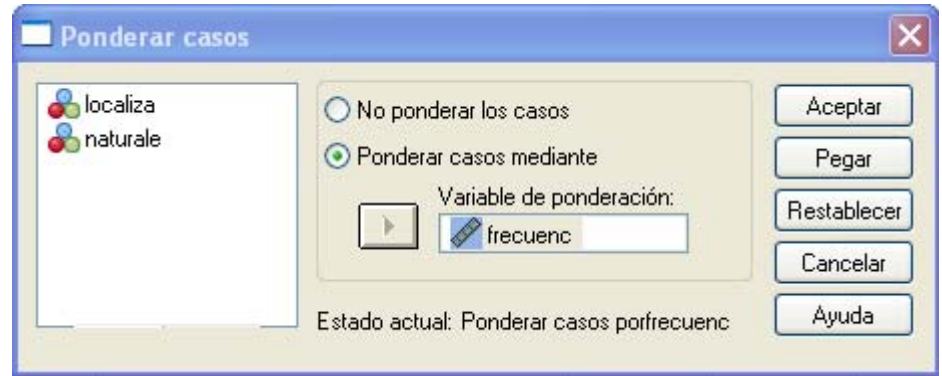 Ponderar casos
localiza
naturale
No ponderar los casos
Ponderar casos mediante
Variable de ponderación:
frecuenc
Estado actual: Ponderar casos porfrecuenc
Aceptar
Pegar
Restablecer
Cancelar
Ayuda